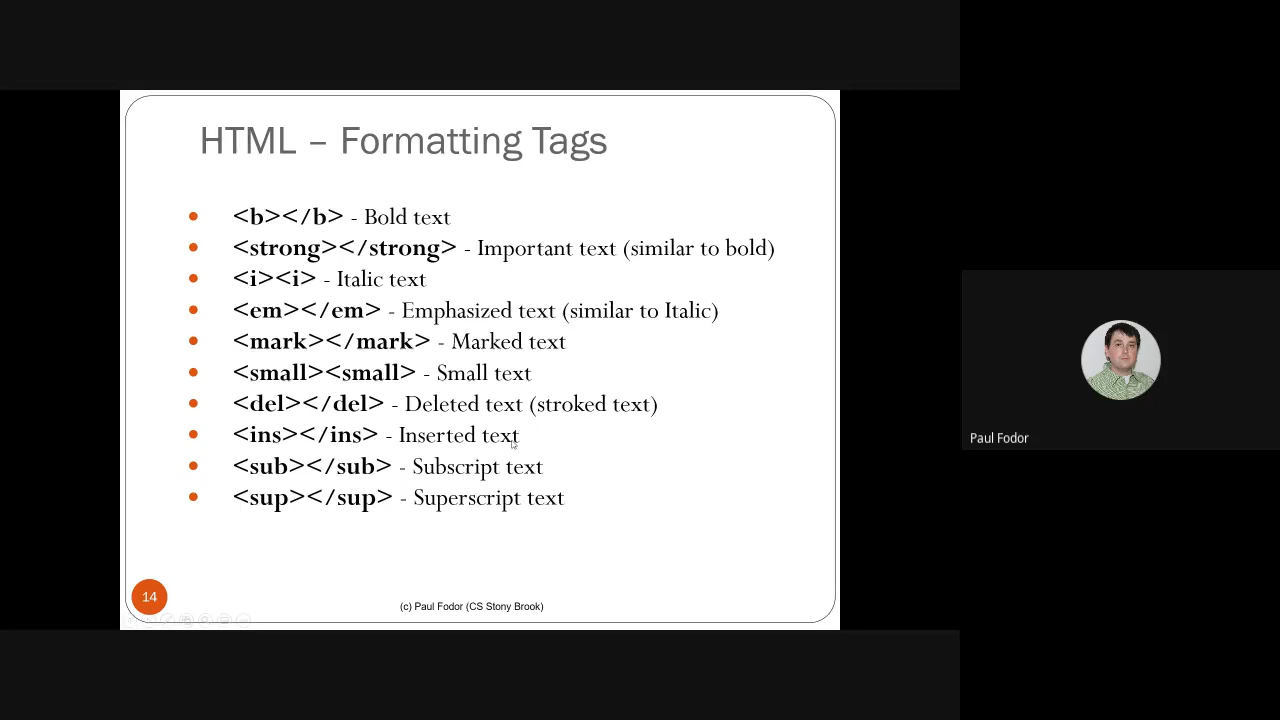 HTML – Formatting Tags
<b></b> - Bold text
<strong></strong> - Important text (similar to bold)
<i><i> - Italic text
<em></em> - Emphasized text (similar to Italic)
<mark></mark> - Marked text
<small><small> - Small text
<del></del> - Deleted text (stroked text)
<ins></ins> - Inserted text
<sub></sub> - Subscript text
<sup></sup> - Superscript text
14
(c) Paul Fodor (CS Stony Brook)
Paul Fodor